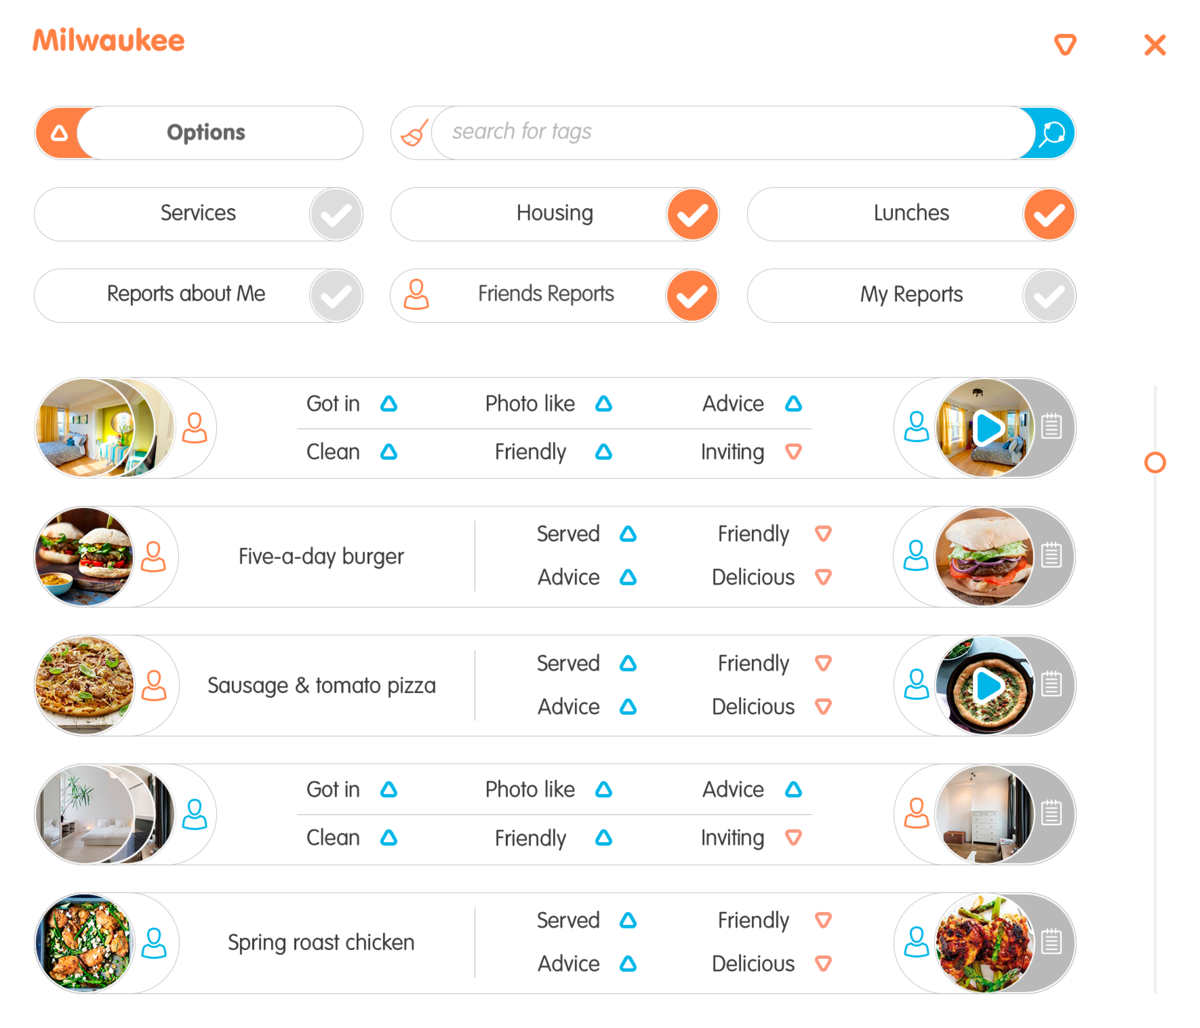 Milwaukee
Options
search for tags
Services
Housing
Lunches
Reports about Me
Friends Reports
My Reports
Got in
Photo like
Advice
Clean
Friendly
Inviting
Five-a-day burger
Served
Friendly
Advice
Delicious
Sausage & tomato pizza
Served
Friendly
Advice
Delicious
Got in
Photo like
Advice
Clean
Friendly
Inviting
Spring roast chicken
Served
Friendly
Advice
Delicious